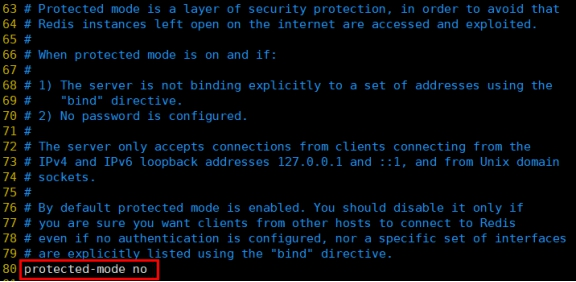 63 # Protected mode is a layer of security protection, in order to avoid that
64 # Redis instances left open on the internet are accessed and exploited.
65 #
66 # When protected mode is on and if:
67 #
68 # 1) The server is not binding explicitly to a set of addresses using the
69 #    "bind" directive.
70 # 2) No password is configured.
71 #
72 # The server only accepts connections from clients connecting from the
73 # IPv4 and IPv6 loopback addresses 127.0.0.1 and ::1, and from Unix domain
74 # sockets.
75 #
76 # By default protected mode is enabled. You should disable it only if
77 # you are sure you want clients from other hosts to connect to Redis
78 # even if no authentication is configured, nor a specific set of interfaces
79 # are explicitly listed using the "bind" directive.
80 protected-mode no